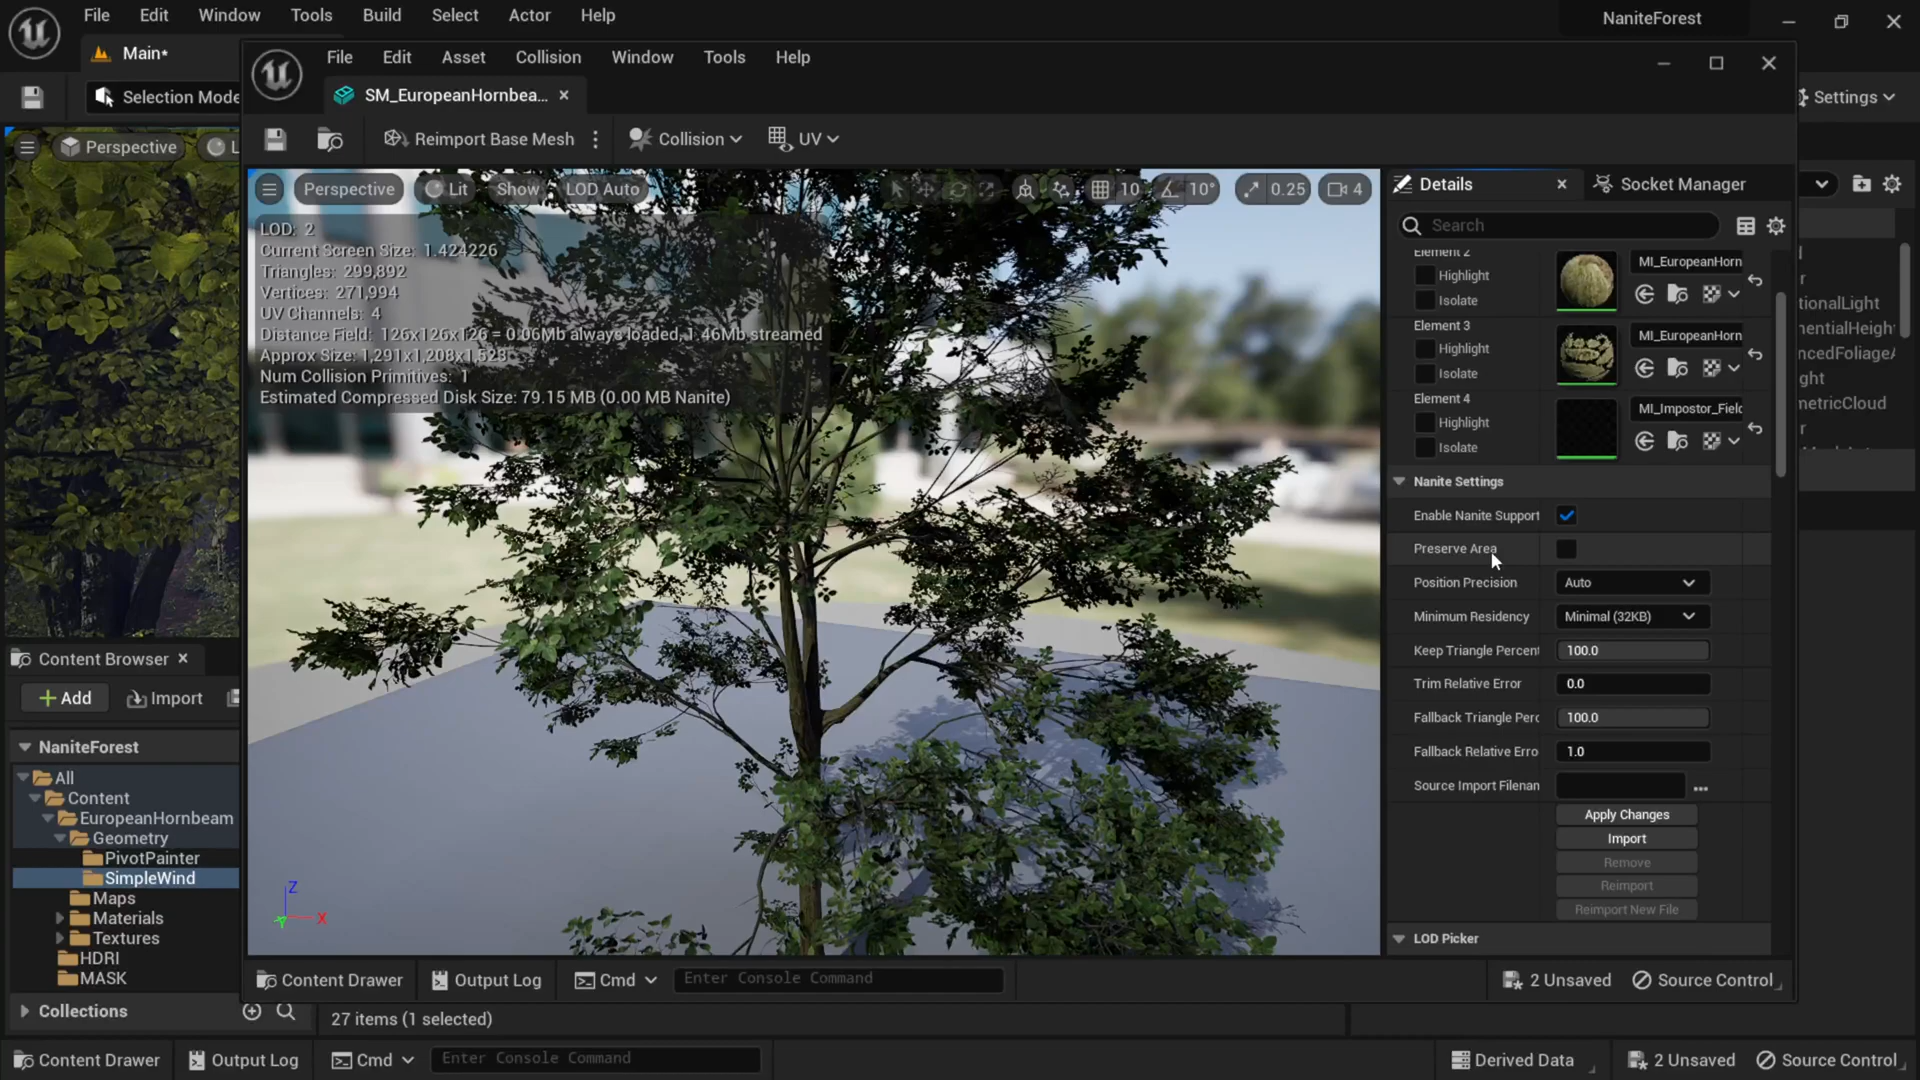 File Edit Window Tools Build Select Actor Help
NaniteForest
Main*
Selection Mode
Settings
Perspective
L
File Edit Asset Collision Window Tools Help
SM_EuropeanHornbea...
Reimport Base Mesh
Collision
UV
Perspective Lit Show LOD Auto
10 10° 0.25 4
LOD: 2
Current Screen Size: 1.424226
Triangles: 299,892
Vertices: 271,994
UV Channels: 4
Distance Field: 126x126x126 = 0.06Mb always loaded, 1.46Mb streamed
Approx Size: 1,291x1,208x1,523
Num Collision Primitives: 1
Estimated Compressed Disk Size: 79.15 MB (0.00 MB Nanite)
Z
X
Y
Details Socket Manager
Search
Element 2
Highlight
Isolate
MI_EuropeanHorn
Element 3
Highlight
Isolate
MI_EuropeanHorn
Element 4
Highlight
Isolate
MI_Impostor_Fiel
Nanite Settings
Enable Nanite Support
Preserve Area
Position Precision Auto
Minimum Residency Minimal (32KB)
Keep Triangle Percent 100.0
Trim Relative Error 0.0
Fallback Triangle Perc 100.0
Fallback Relative Erro 1.0
Source Import Filenan ...
Apply Changes
Import
Remove
Reimport
Reimport New File
LOD Picker
tionalLight
nentialHeight
ncedFoliageA
ght
metricCloud
Content Browser
Add Import
NaniteForest
All
Content
EuropeanHornbeam
Geometry
PivotPainter
SimpleWind
Maps
Materials
Textures
HDRI
MASK
Collections
Content Drawer Output Log Cmd Enter Console Command
2 Unsaved Source Control
27 items (1 selected)
Content Drawer Output Log Cmd Enter Console Command
Derived Data 2 Unsaved Source Control